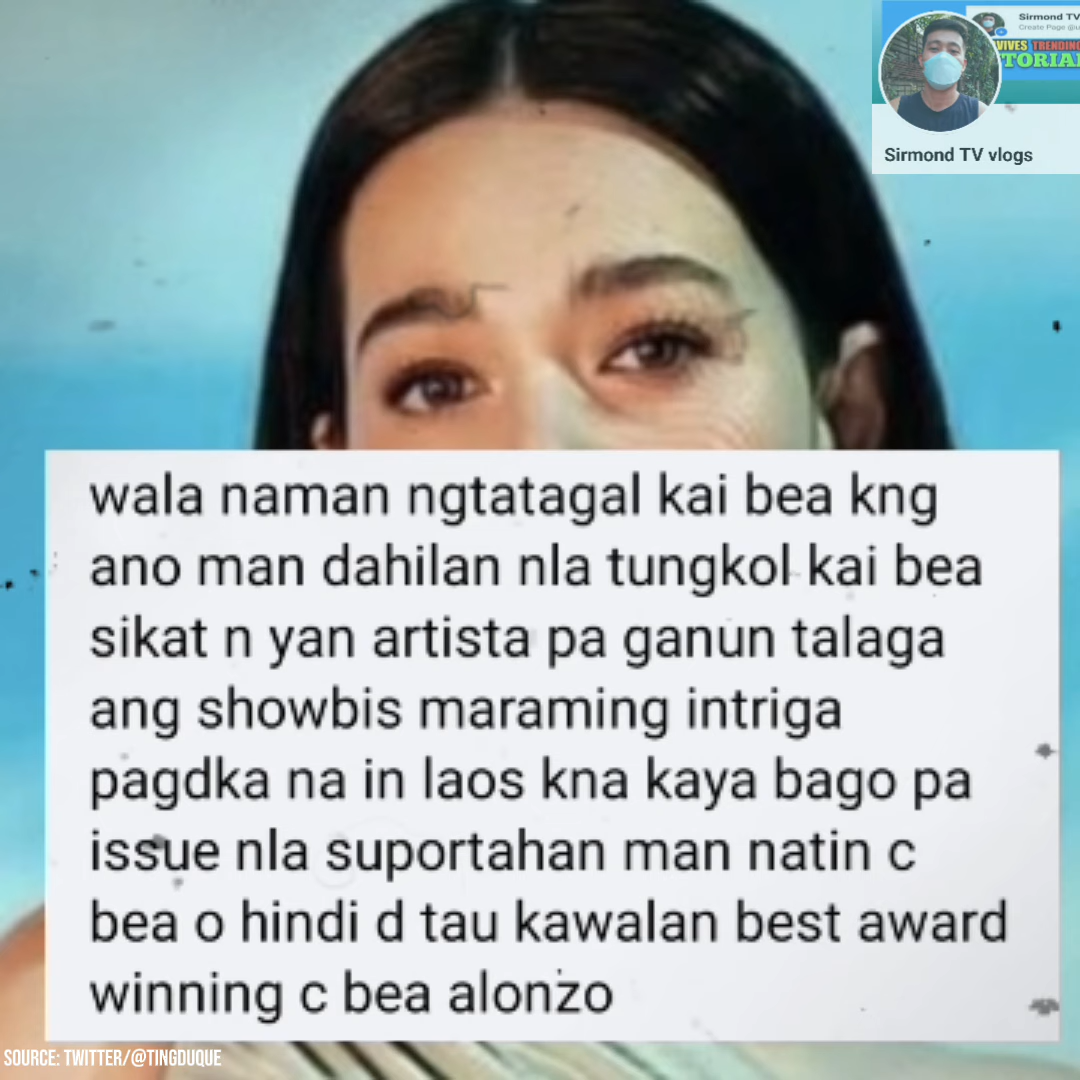 Sirmond TV
Create Page @u
VIVES TRENDING
TORIAL
Sirmond TV vlogs
wala naman ngtatagal kai bea kng
ano man dahilan nla tungkol kai bea
sikat n yan artista pa ganun talaga
ang showbis maraming intriga
pagdka na in laos kna kaya bago pa
issue nla suportahan man natin c
bea o hindi d tau kawalan best award
winning c bea alonzo
SOURCE: TWITTER/@TINGDUQUE